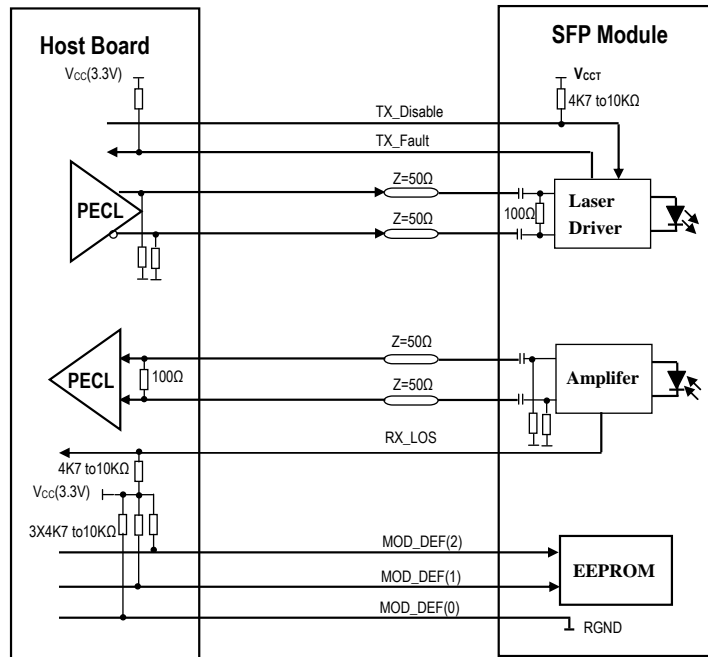 Host Board
SFP Module
VCC(3.3V)
VCCT
4K7 to10KΩ
TX_Disable
TX_Fault
PECL
Z=50Ω
Z=50Ω
100Ω
Laser
Driver
PECL
100Ω
Z=50Ω
Z=50Ω
Amplifer
RX_LOS
4K7 to10KΩ
VCC(3.3V)
3X4K7 to10KΩ
MOD_DEF(2)
MOD_DEF(1)
EEPROM
MOD_DEF(0)
RGND